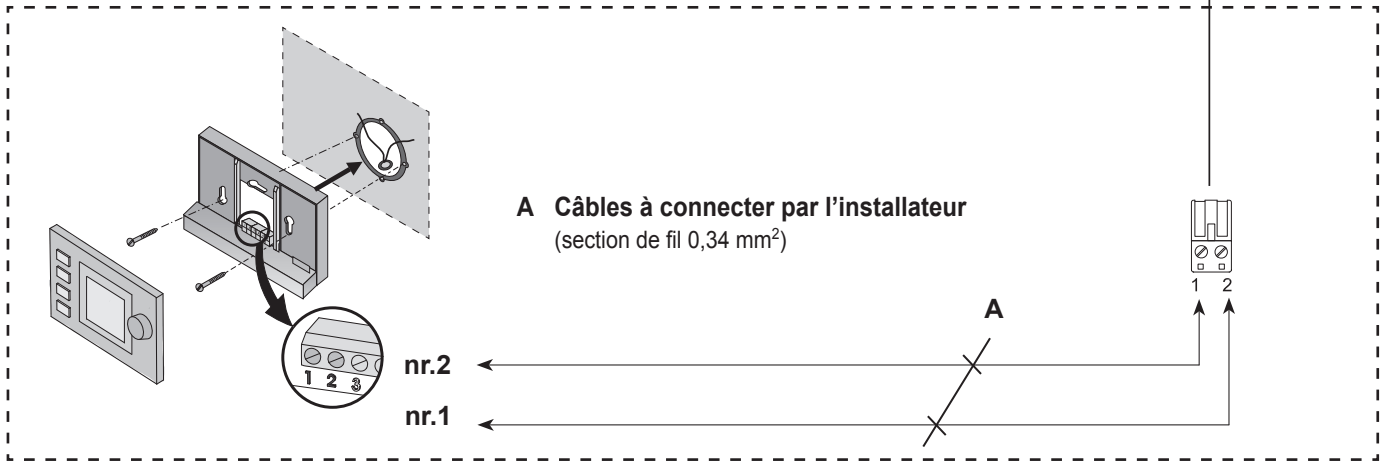 A Câbles à connecter par l’installateur
(section de fil 0,34 mm²)
1 2
A
1 2 3
nr.2
nr.1